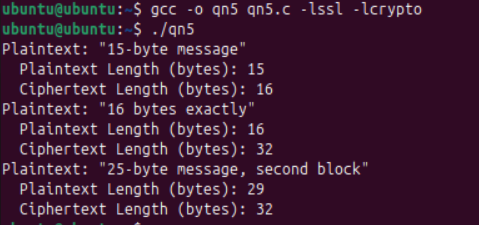 ubuntu@ubuntu:~$ gcc -o qn5 qn5.c -lssl -lcrypto
ubuntu@ubuntu:~$ ./qn5
Plaintext: "15-byte message"
  Plaintext Length (bytes): 15
  Ciphertext Length (bytes): 16
Plaintext: "16 bytes exactly"
  Plaintext Length (bytes): 16
  Ciphertext Length (bytes): 32
Plaintext: "25-byte message, second block"
  Plaintext Length (bytes): 29
  Ciphertext Length (bytes): 32